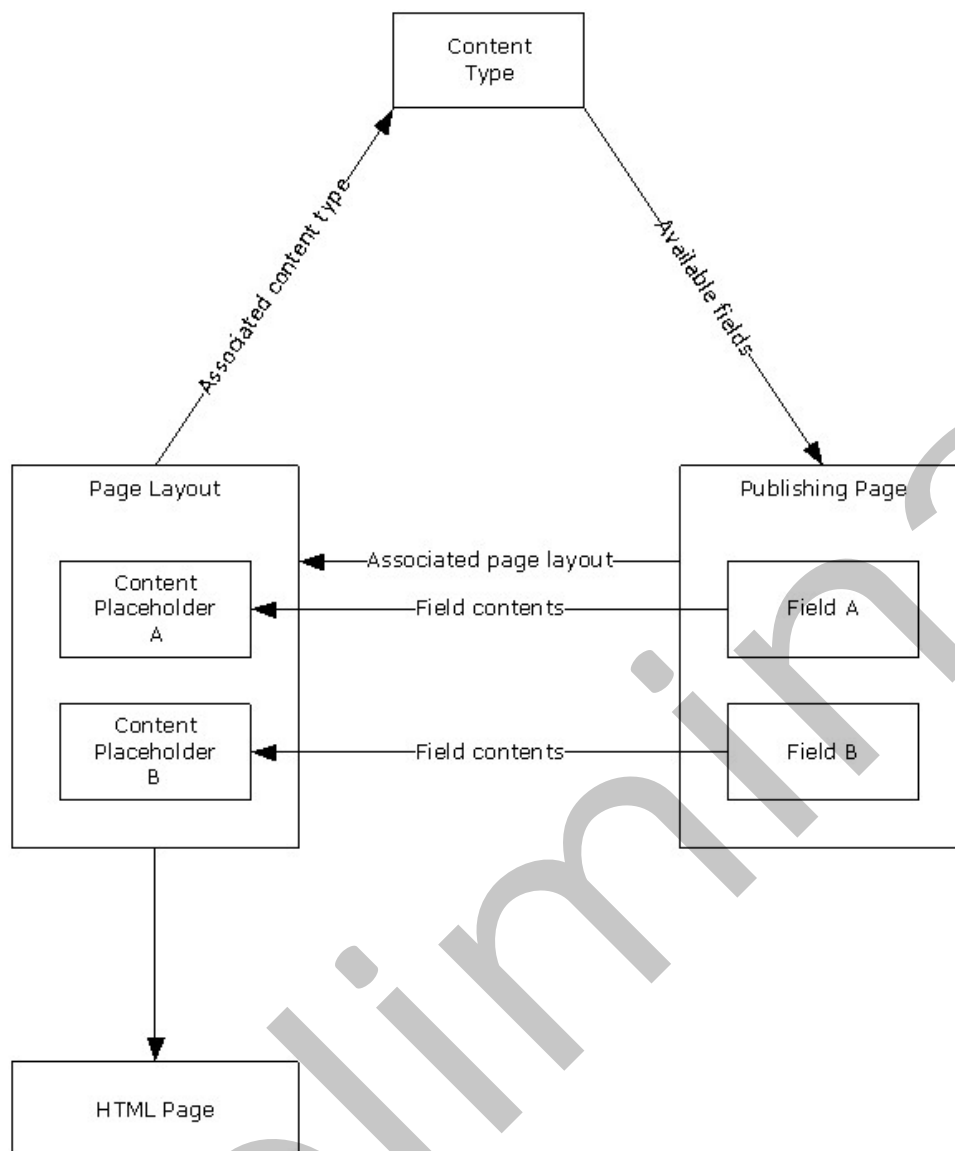 Content
Type
Associated content type
Available fields
Page Layout
Publishing Page
Associated page layout
Content
Placeholder
A
Field contents
Field A
Content
Placeholder
B
Field contents
Field B
HTML Page